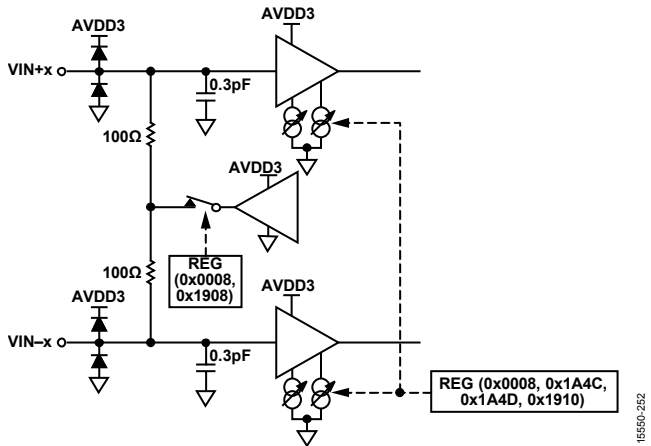 AVDD3
AVDD3
VIN+x
0.3pF
100Ω
AVDD3
REG
(0x0008,
0x1908)
100Ω
AVDD3
AVDD3
VIN–x
0.3pF
REG (0x0008, 0x1A4C,
0x1A4D, 0x1910)
15550-252